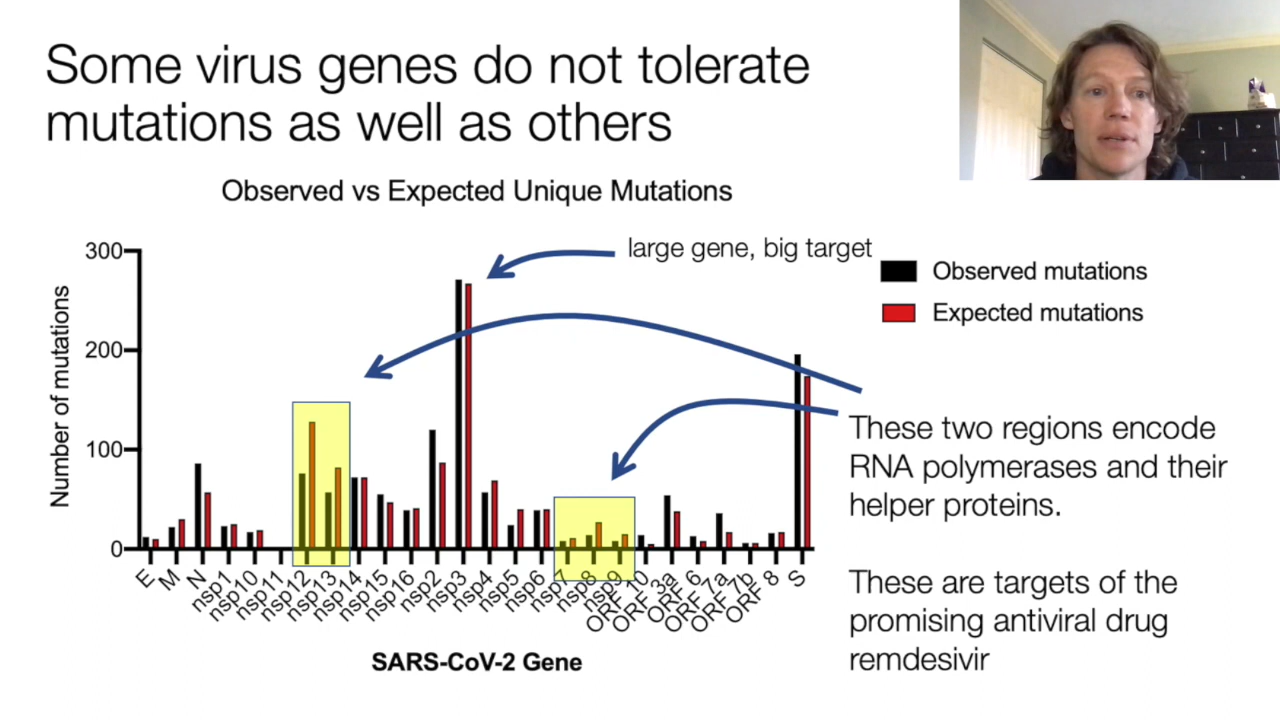 Some virus genes do not tolerate
mutations as well as others
Observed vs Expected Unique Mutations
large gene, big target
Observed mutations
Expected mutations
Number of mutations
300
200
100
0
E
M
N
nsp1
nsp10
nsp11
nsp12
nsp13
nsp14
nsp15
nsp16
nsp2
nsp3
nsp4
nsp5
nsp6
nsp7
nsp8
nsp9
ORF 10
ORF 3a
ORF 6
ORF 7a
ORF 7b
ORF 8
S
SARS-CoV-2 Gene
These two regions encode
RNA polymerases and their
helper proteins.
These are targets of the
promising antiviral drug
remdesivir